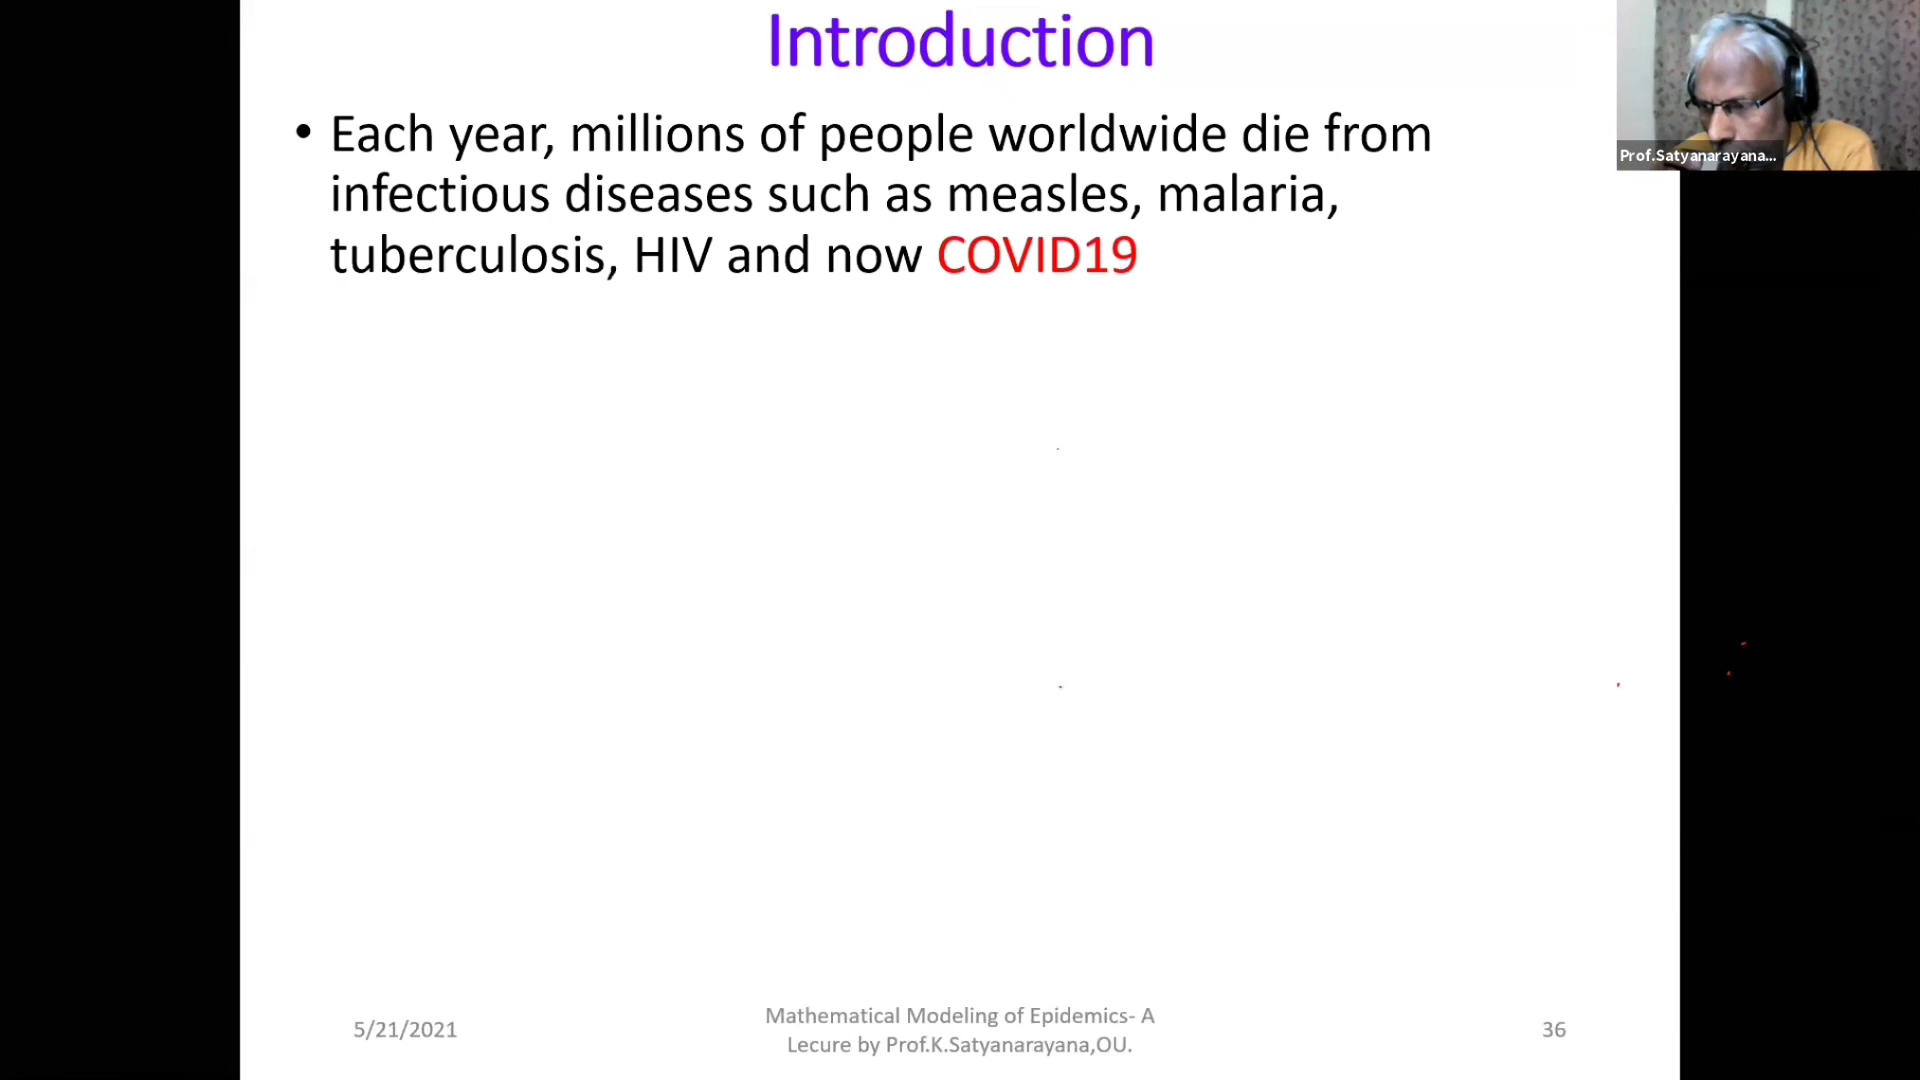 Introduction
Prof.Satyanarayana...
• Each year, millions of people worldwide die from
infectious diseases such as measles, malaria,
tuberculosis, HIV and now COVID19
5/21/2021
Mathematical Modeling of Epidemics- A
Lecure by Prof.K.Satyanarayana,OU.
36